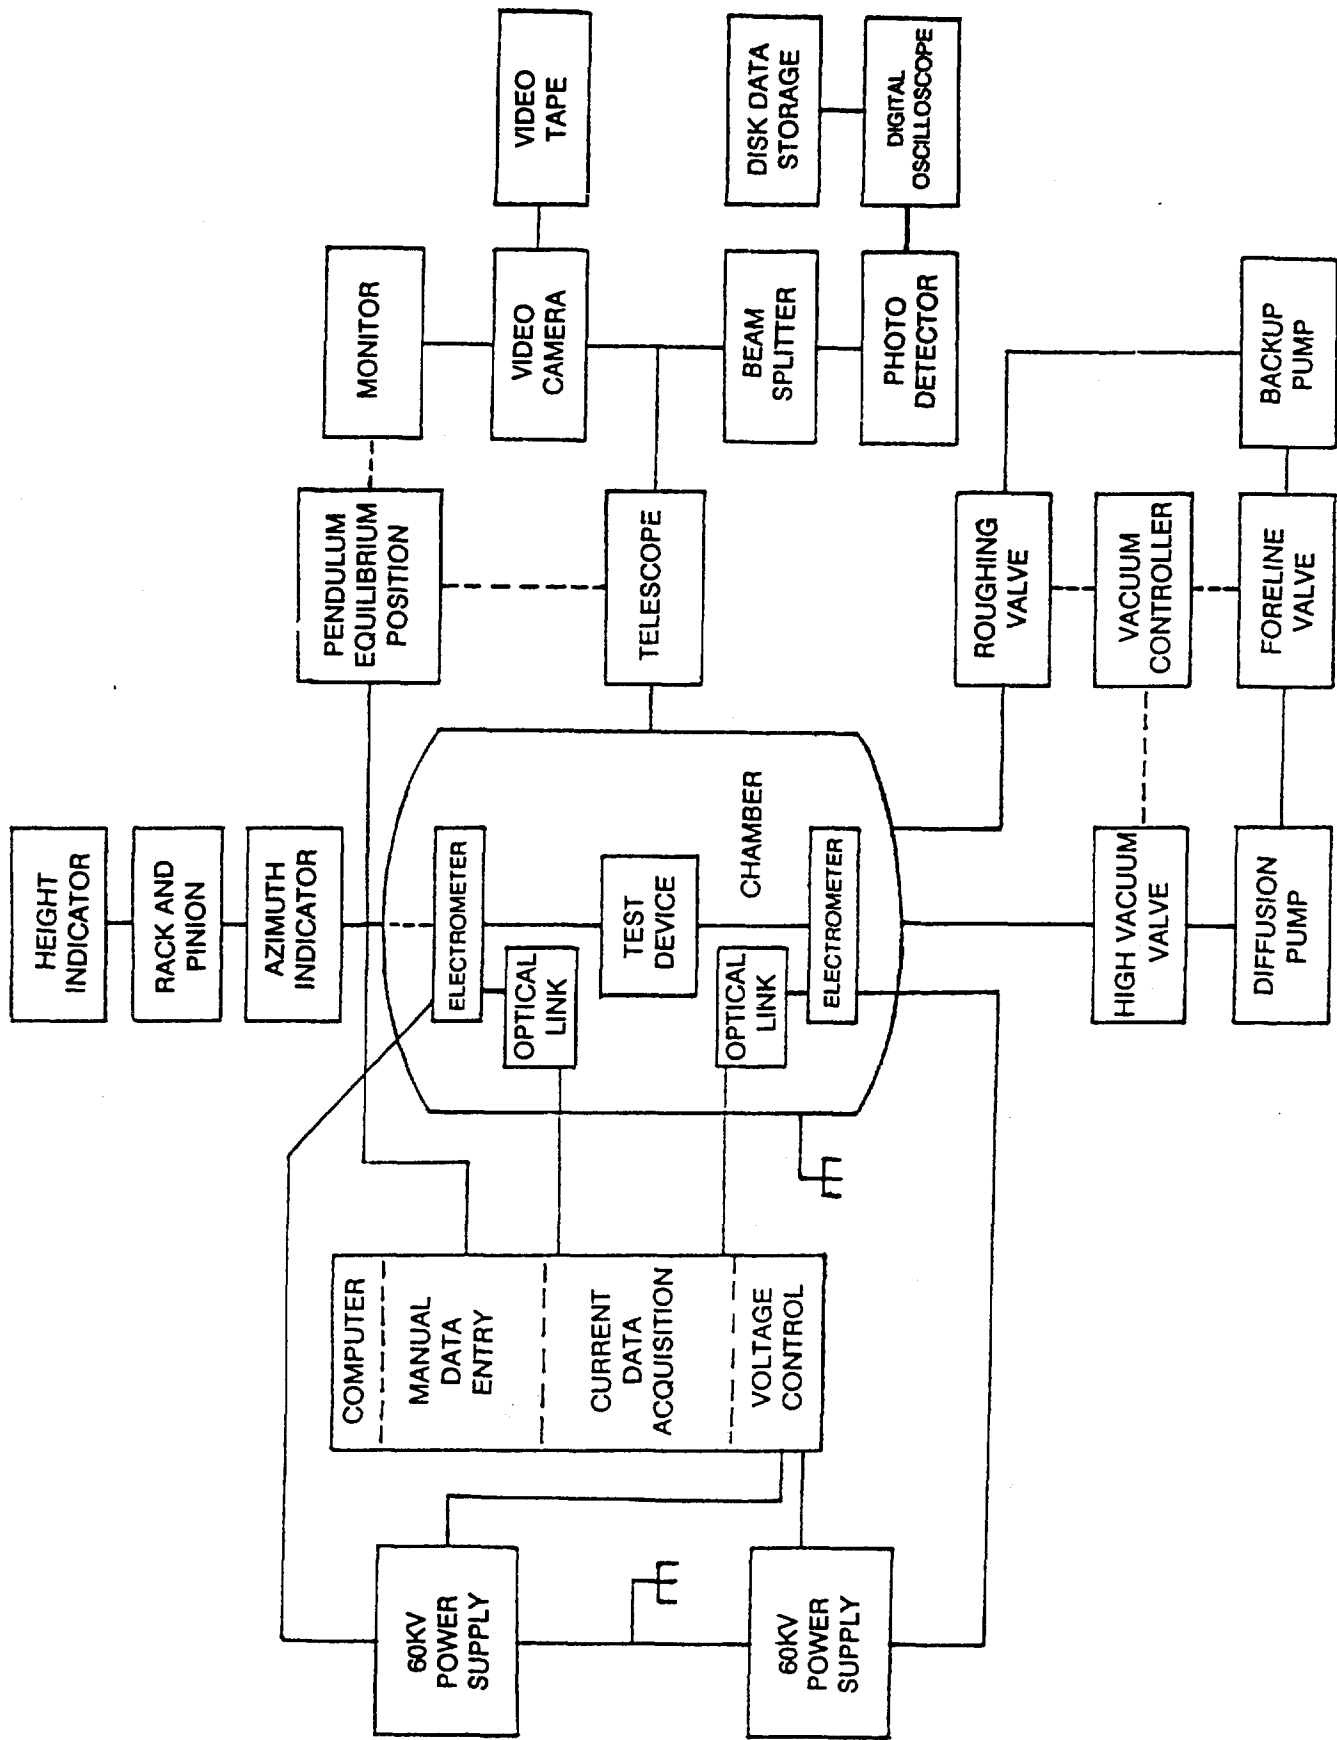 HEIGHT
INDICATOR
RACK AND
PINION
AZIMUTH
INDICATOR
PENDULUM
EQUILIBRIUM
POSITION
MONITOR
VIDEO
CAMERA
VIDEO
TAPE
COMPUTER
MANUAL
DATA
ENTRY
CURRENT
DATA
ACQUISITION
VOLTAGE
CONTROL
ELECTROMETER
OPTICAL
LINK
TEST
DEVICE
CHAMBER
OPTICAL
LINK
ELECTROMETER
TELESCOPE
BEAM
SPLITTER
PHOTO
DETECTOR
DISK DATA
STORAGE
DIGITAL
OSCILLOSCOPE
60KV
POWER
SUPPLY
60KV
POWER
SUPPLY
HIGH VACUUM
VALVE
DIFFUSION
PUMP
ROUGHING
VALVE
VACUUM
CONTROLLER
FORELINE
VALVE
BACKUP
PUMP